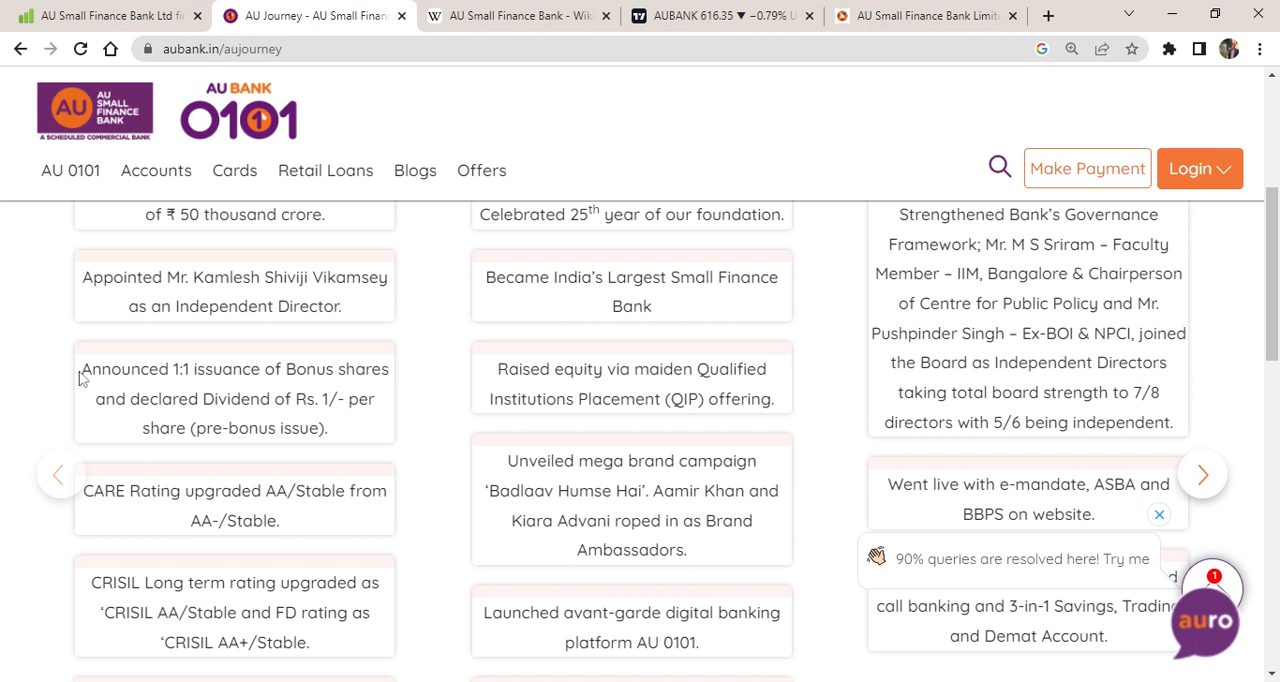 AU Small Finance Bank Ltd fir
AU Journey - AU Small Finan
AU Small Finance Bank - Wik
AUBANK 616.35 ▼ −0.79% U
AU Small Finance Bank Limite
aubank.in/aujourney
AU
AU
SMALL
FINANCE
BANK
A SCHEDULED COMMERCIAL BANK
AU BANK
0101
AU 0101
Accounts
Cards
Retail Loans
Blogs
Offers
Make Payment
Login
of ₹ 50 thousand crore.
Appointed Mr. Kamlesh Shiviji Vikamsey
as an Independent Director.
Announced 1:1 issuance of Bonus shares
and declared Dividend of Rs. 1/- per
share (pre-bonus issue).
CARE Rating upgraded AA/Stable from
AA-/Stable.
CRISIL Long term rating upgraded as
‘CRISIL AA/Stable and FD rating as
‘CRISIL AA+/Stable.
Celebrated 25th year of our foundation.
Became India’s Largest Small Finance
Bank
Raised equity via maiden Qualified
Institutions Placement (QIP) offering.
Unveiled mega brand campaign
‘Badlaav Humse Hai’. Aamir Khan and
Kiara Advani roped in as Brand
Ambassadors.
Launched avant-garde digital banking
platform AU 0101.
Strengthened Bank’s Governance
Framework; Mr. M S Sriram – Faculty
Member – IIM, Bangalore & Chairperson
of Centre for Public Policy and Mr.
Pushpinder Singh – Ex-BOI & NPCI, joined
the Board as Independent Directors
taking total board strength to 7/8
directors with 5/6 being independent.
Went live with e-mandate, ASBA and
BBPS on website.
90% queries are resolved here! Try me
1
call banking and 3-in-1 Savings, Trading
and Demat Account.
auro